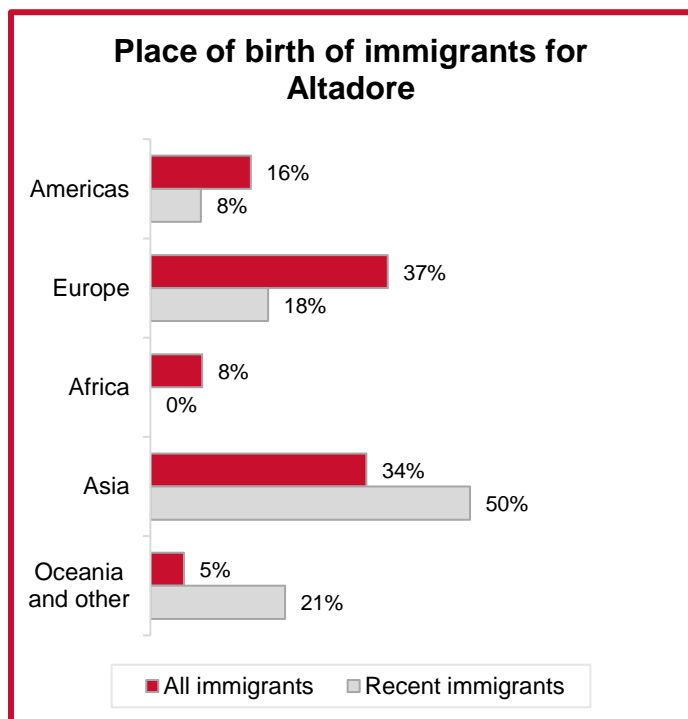 Place of birth of immigrants for
Altadore
Americas
16%
8%
Europe
37%
18%
Africa
8%
0%
Asia
34%
50%
Oceania
and other
5%
21%
All immigrants
Recent immigrants